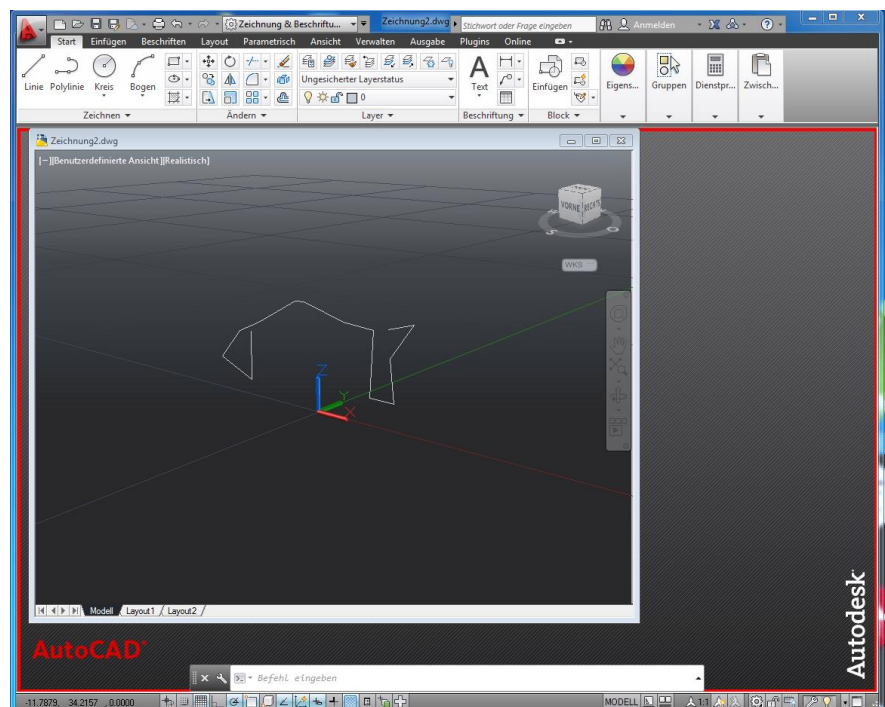 Zeichnung & Beschriftu... Zeichnung2.dwg Stichwort oder Frage eingeben Anmelden
Start Einfügen Beschriften Layout Parametrisch Ansicht Verwalten Ausgabe Plugins Online
Ungesicherter Layerstatus
Linie Polylinie Kreis Bogen Text Einfügen Eigens... Gruppen Dienstpr... Zwisch...
0
Zeichnen Ändern Layer Beschriftung Block
Zeichnung2.dwg
[−][Benutzerdefinierte Ansicht][Realistisch]
VORNE RECHTS
S O
WKS
Z
Y
X
Modell Layout1 Layout2
AutoCAD
Autodesk
Befehl eingeben
-11.7879, 34.2157 , 0.0000 MODELL 1:1